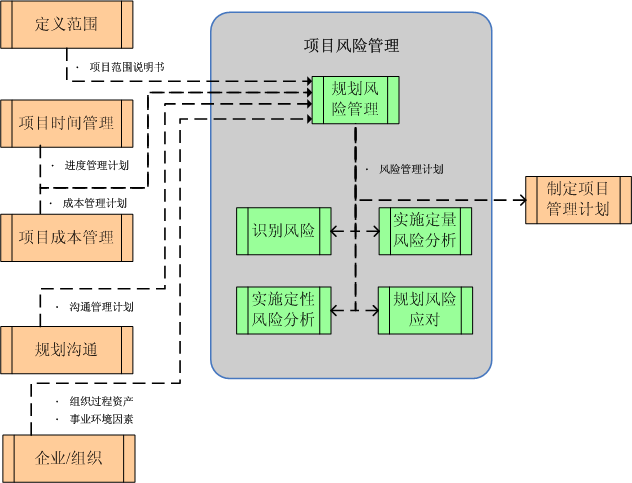 定义范围
· 项目范围说明书
项目时间管理
· 进度管理计划
· 成本管理计划
项目成本管理
· 沟通管理计划
规划沟通
· 组织过程资产
· 事业环境因素
企业/组织
项目风险管理
规划风
险管理
· 风险管理计划
识别风险
实施定量
风险分析
实施定性
风险分析
规划风险
应对
制定项目
管理计划